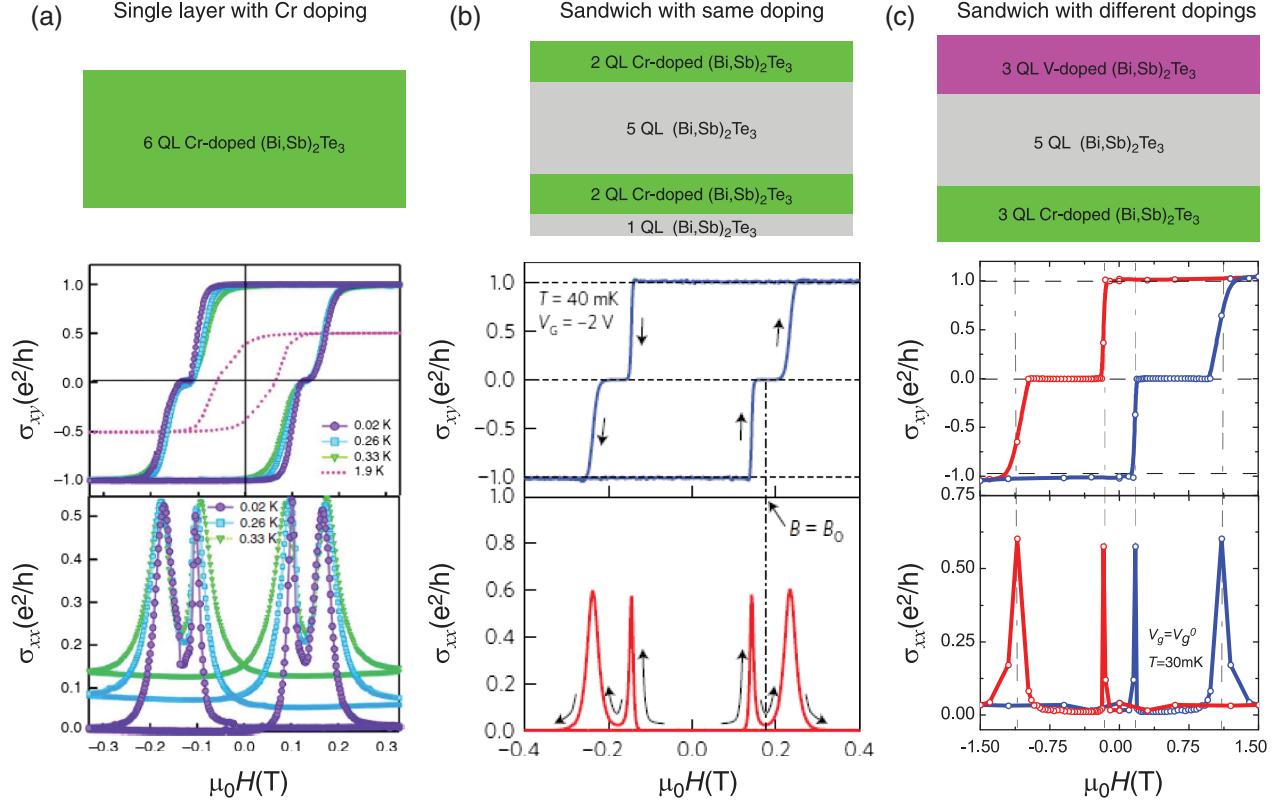 (a) Single layer with Cr doping
6 QL Cr-doped (Bi,Sb)₂Te₃
1.0
0.5
0.0
−0.5
−1.0
σxy(e²/h)
0.02 K
0.26 K
0.33 K
1.9 K
0.5
0.4
0.3
0.2
0.1
0.0
σxx(e²/h)
0.02 K
0.26 K
0.33 K
−0.3 −0.2 −0.1 0.0 0.1 0.2 0.3
μ₀H(T)
(b) Sandwich with same doping
2 QL Cr-doped (Bi,Sb)₂Te₃
5 QL (Bi,Sb)₂Te₃
2 QL Cr-doped (Bi,Sb)₂Te₃
1 QL (Bi,Sb)₂Te₃
1.0
0.5
0.0
−0.5
−1.0
σxy(e²/h)
T = 40 mK
V_G = −2 V
1.0
0.8
0.6
0.4
0.2
0.0
σxx(e²/h)
B = B₀
−0.4 −0.2 0.0 0.2 0.4
μ₀H(T)
(c) Sandwich with different dopings
3 QL V-doped (Bi,Sb)₂Te₃
5 QL (Bi,Sb)₂Te₃
3 QL Cr-doped (Bi,Sb)₂Te₃
1.0
0.5
0.0
-0.5
-1.0
σxy(e²/h)
0.75
0.50
0.25
0.00
σxx(e²/h)
Vg=Vg⁰
T=30mK
-1.50 -0.75 0.00 0.75 1.50
μ₀H(T)